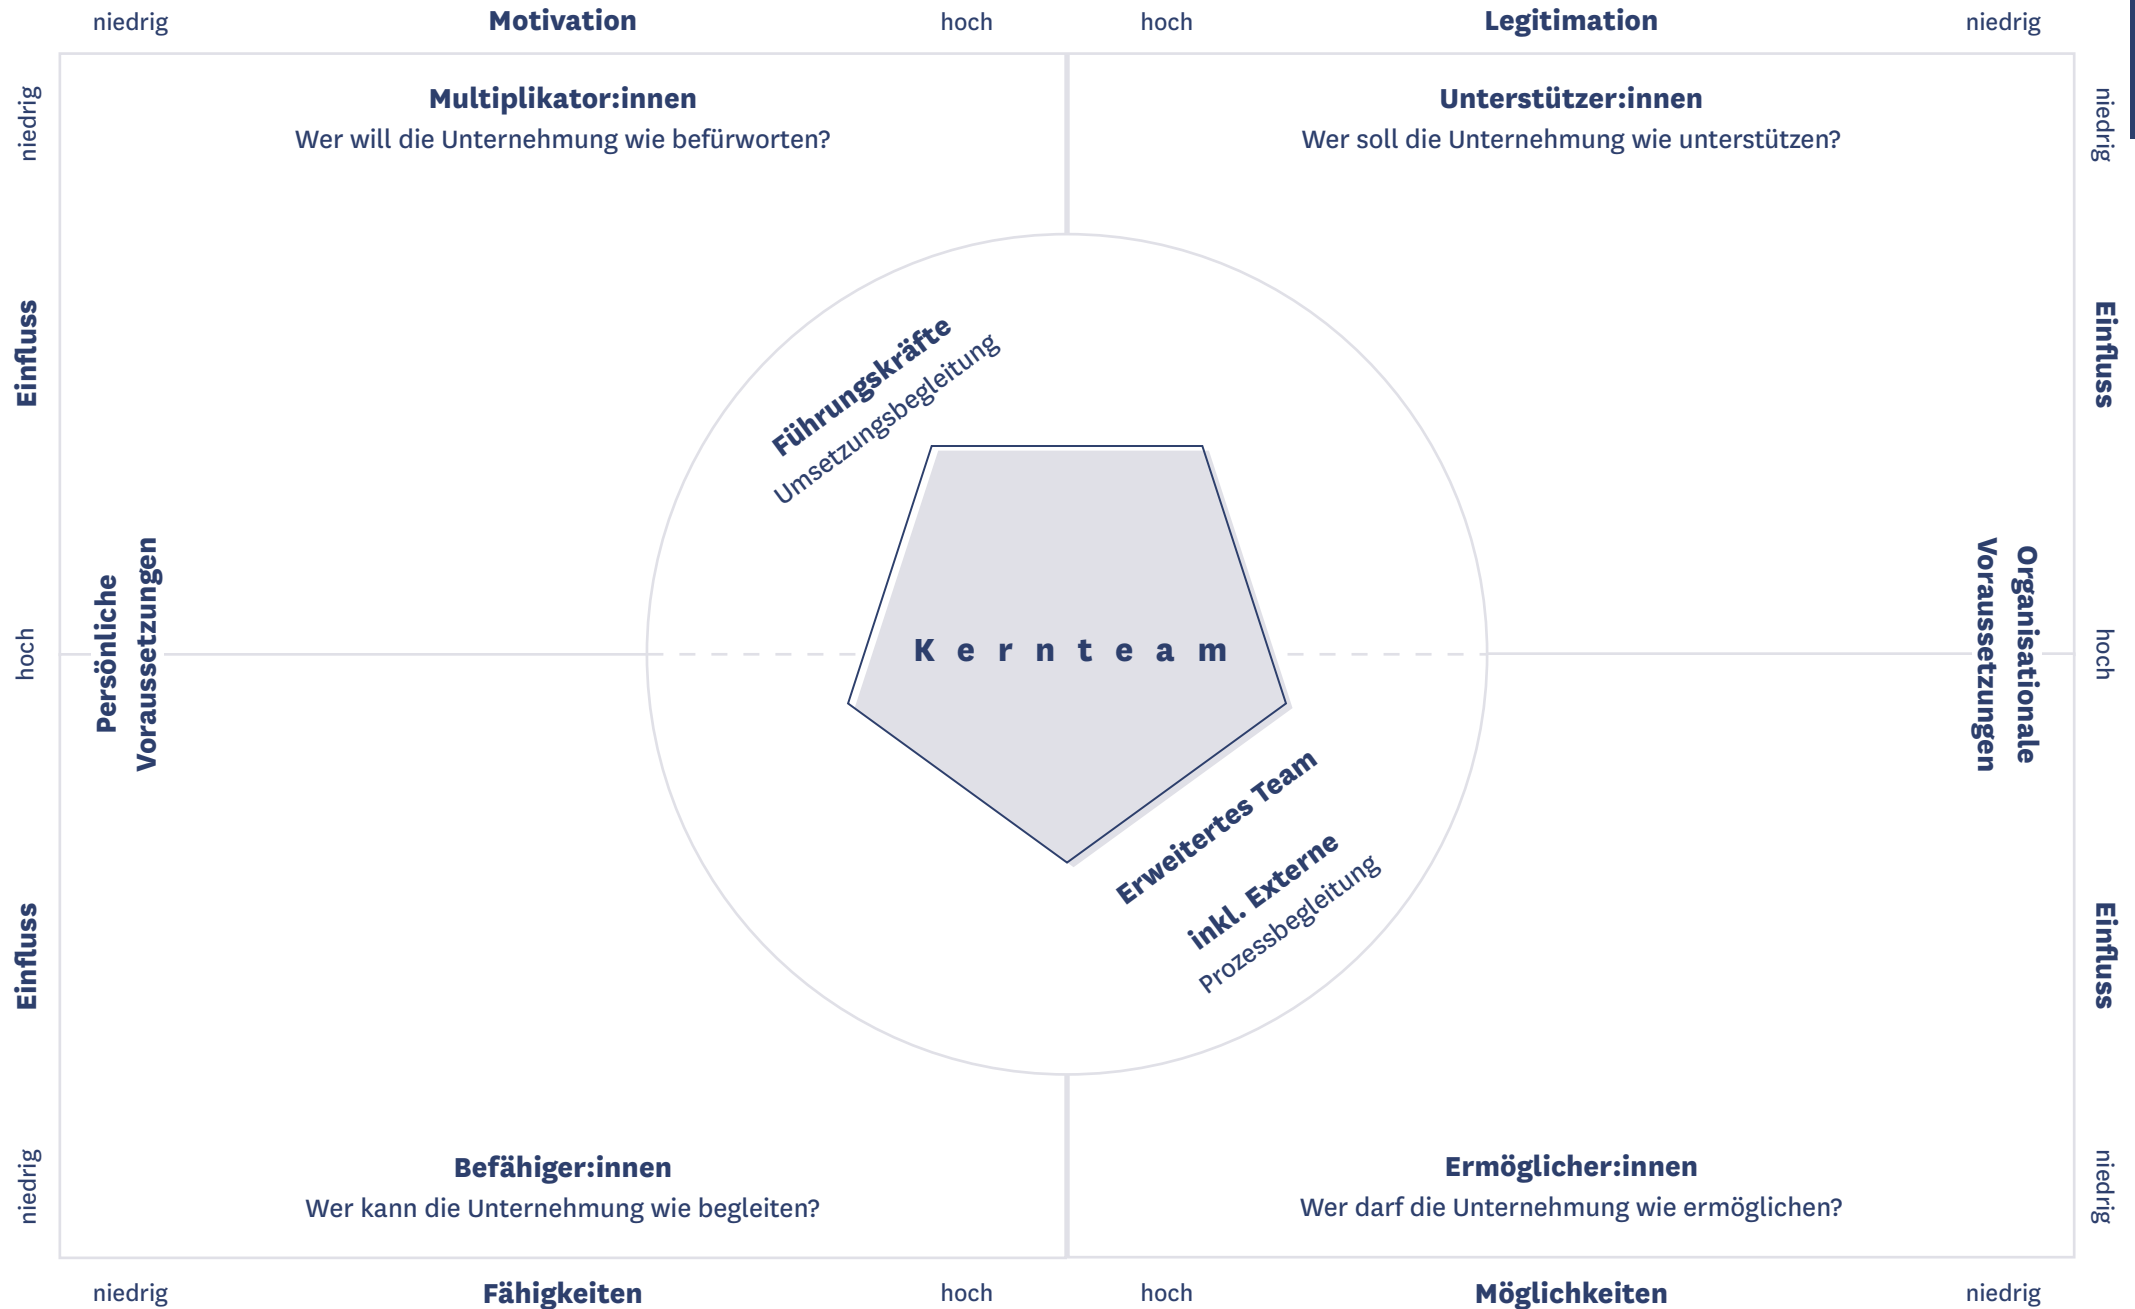 niedrig Motivation hoch hoch Legitimation niedrig
niedrig
niedrig
Multiplikator:innen
Wer will die Unternehmung wie befürworten?
Unterstützer:innen
Wer soll die Unternehmung wie unterstützen?
Einfluss
Einfluss
Führungskräfte
Umsetzungsbegleitung
Persönliche
Voraussetzungen
hoch
Kernteam
Organisationale
Voraussetzungen
hoch
Erweitertes Team
inkl. Externe
Prozessbegleitung
Einfluss
Einfluss
Befähiger:innen
Wer kann die Unternehmung wie begleiten?
Ermöglicher:innen
Wer darf die Unternehmung wie ermöglichen?
niedrig
niedrig
niedrig Fähigkeiten hoch hoch Möglichkeiten niedrig